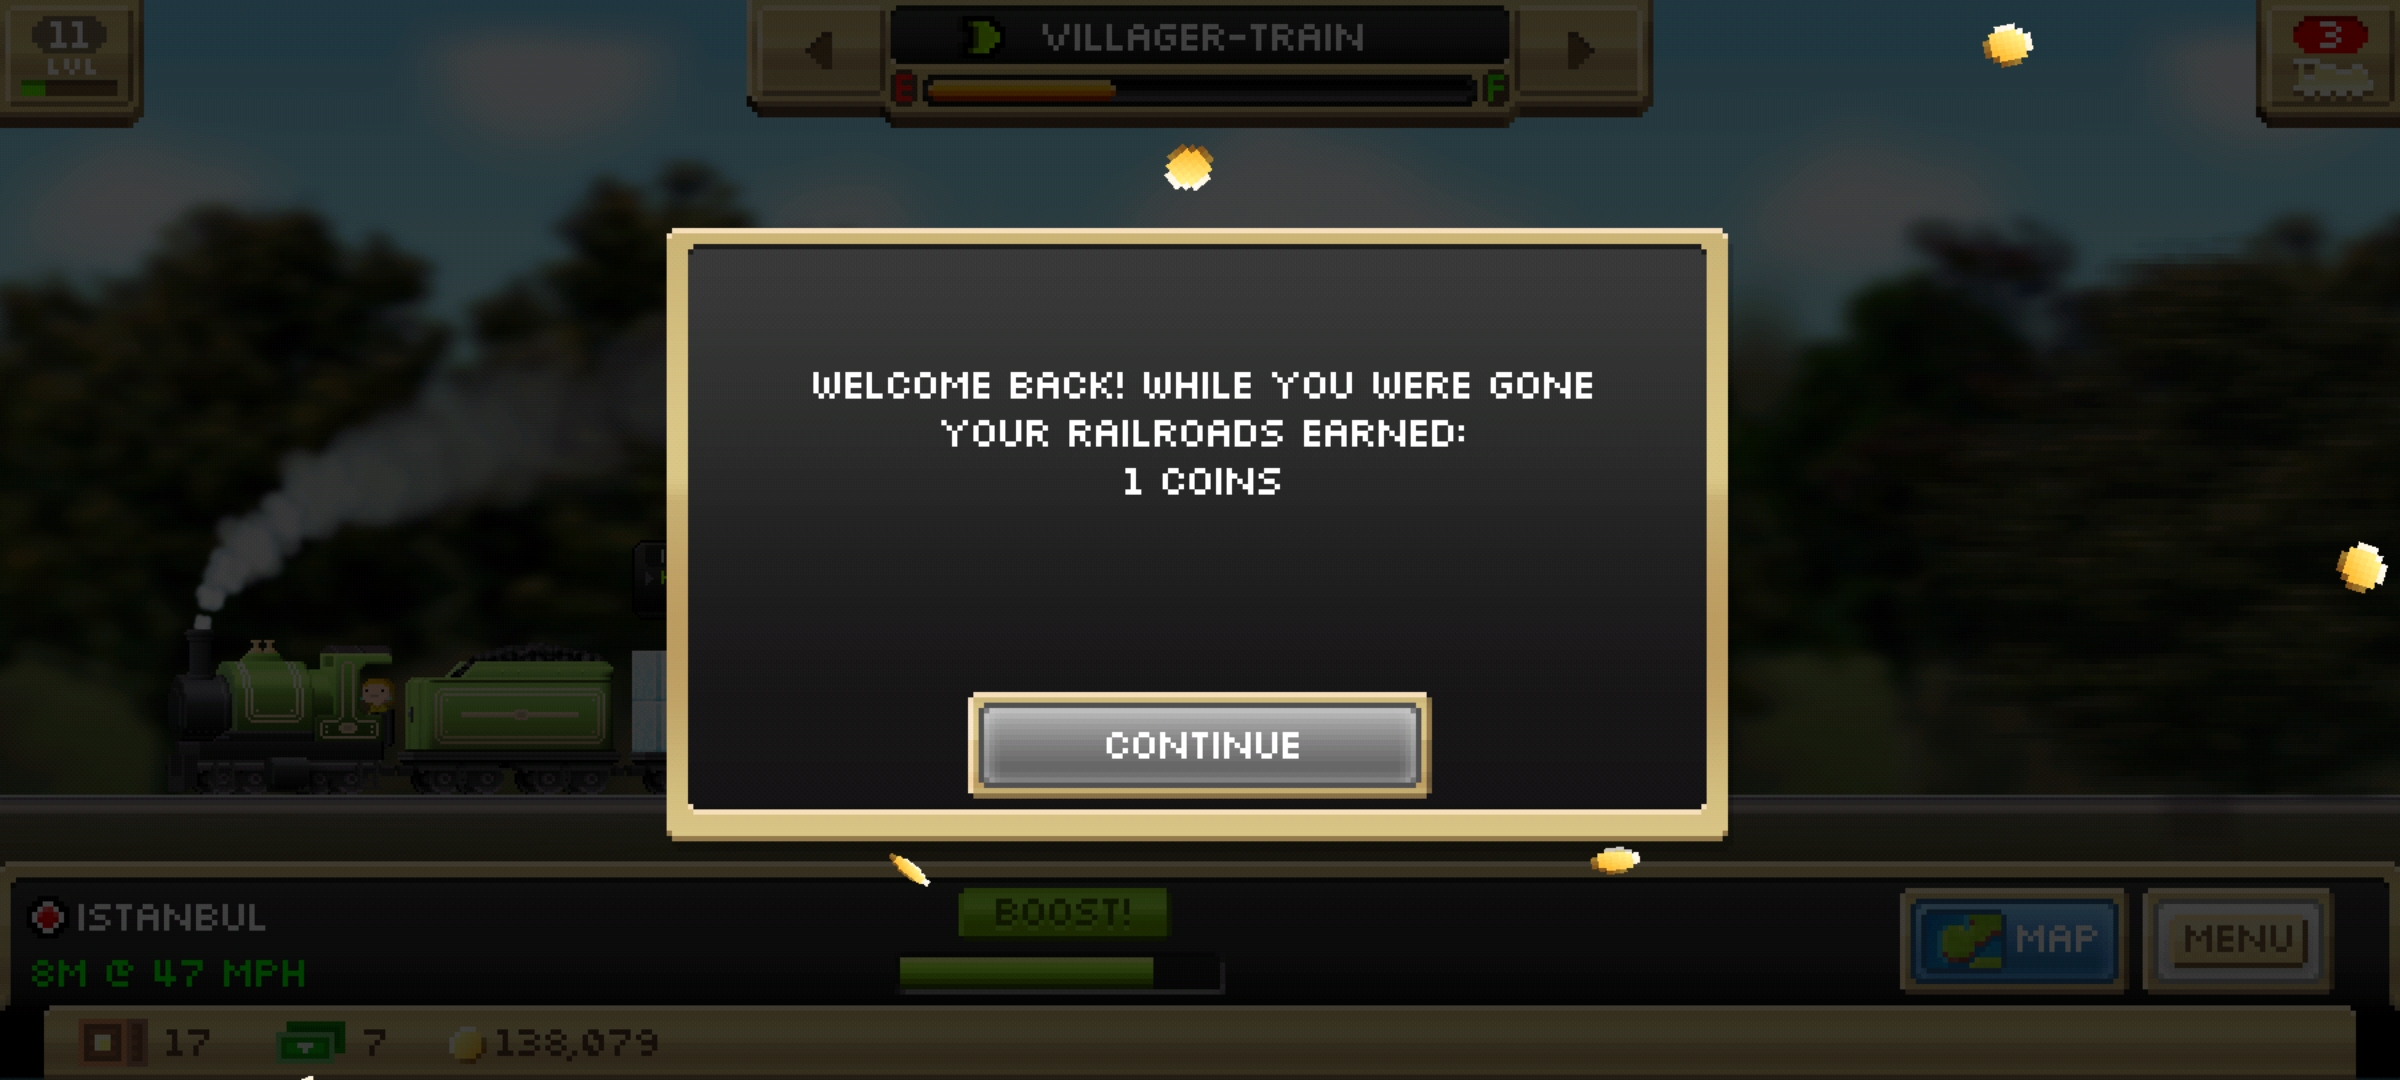 11
LVL
VILLAGER-TRAIN
E
F
3
WELCOME BACK! WHILE YOU WERE GONE
YOUR RAILROADS EARNED:
1 COINS
CONTINUE
ISTANBUL
8M @ 47 MPH
BOOST!
MAP
MENU
17
7
138,079